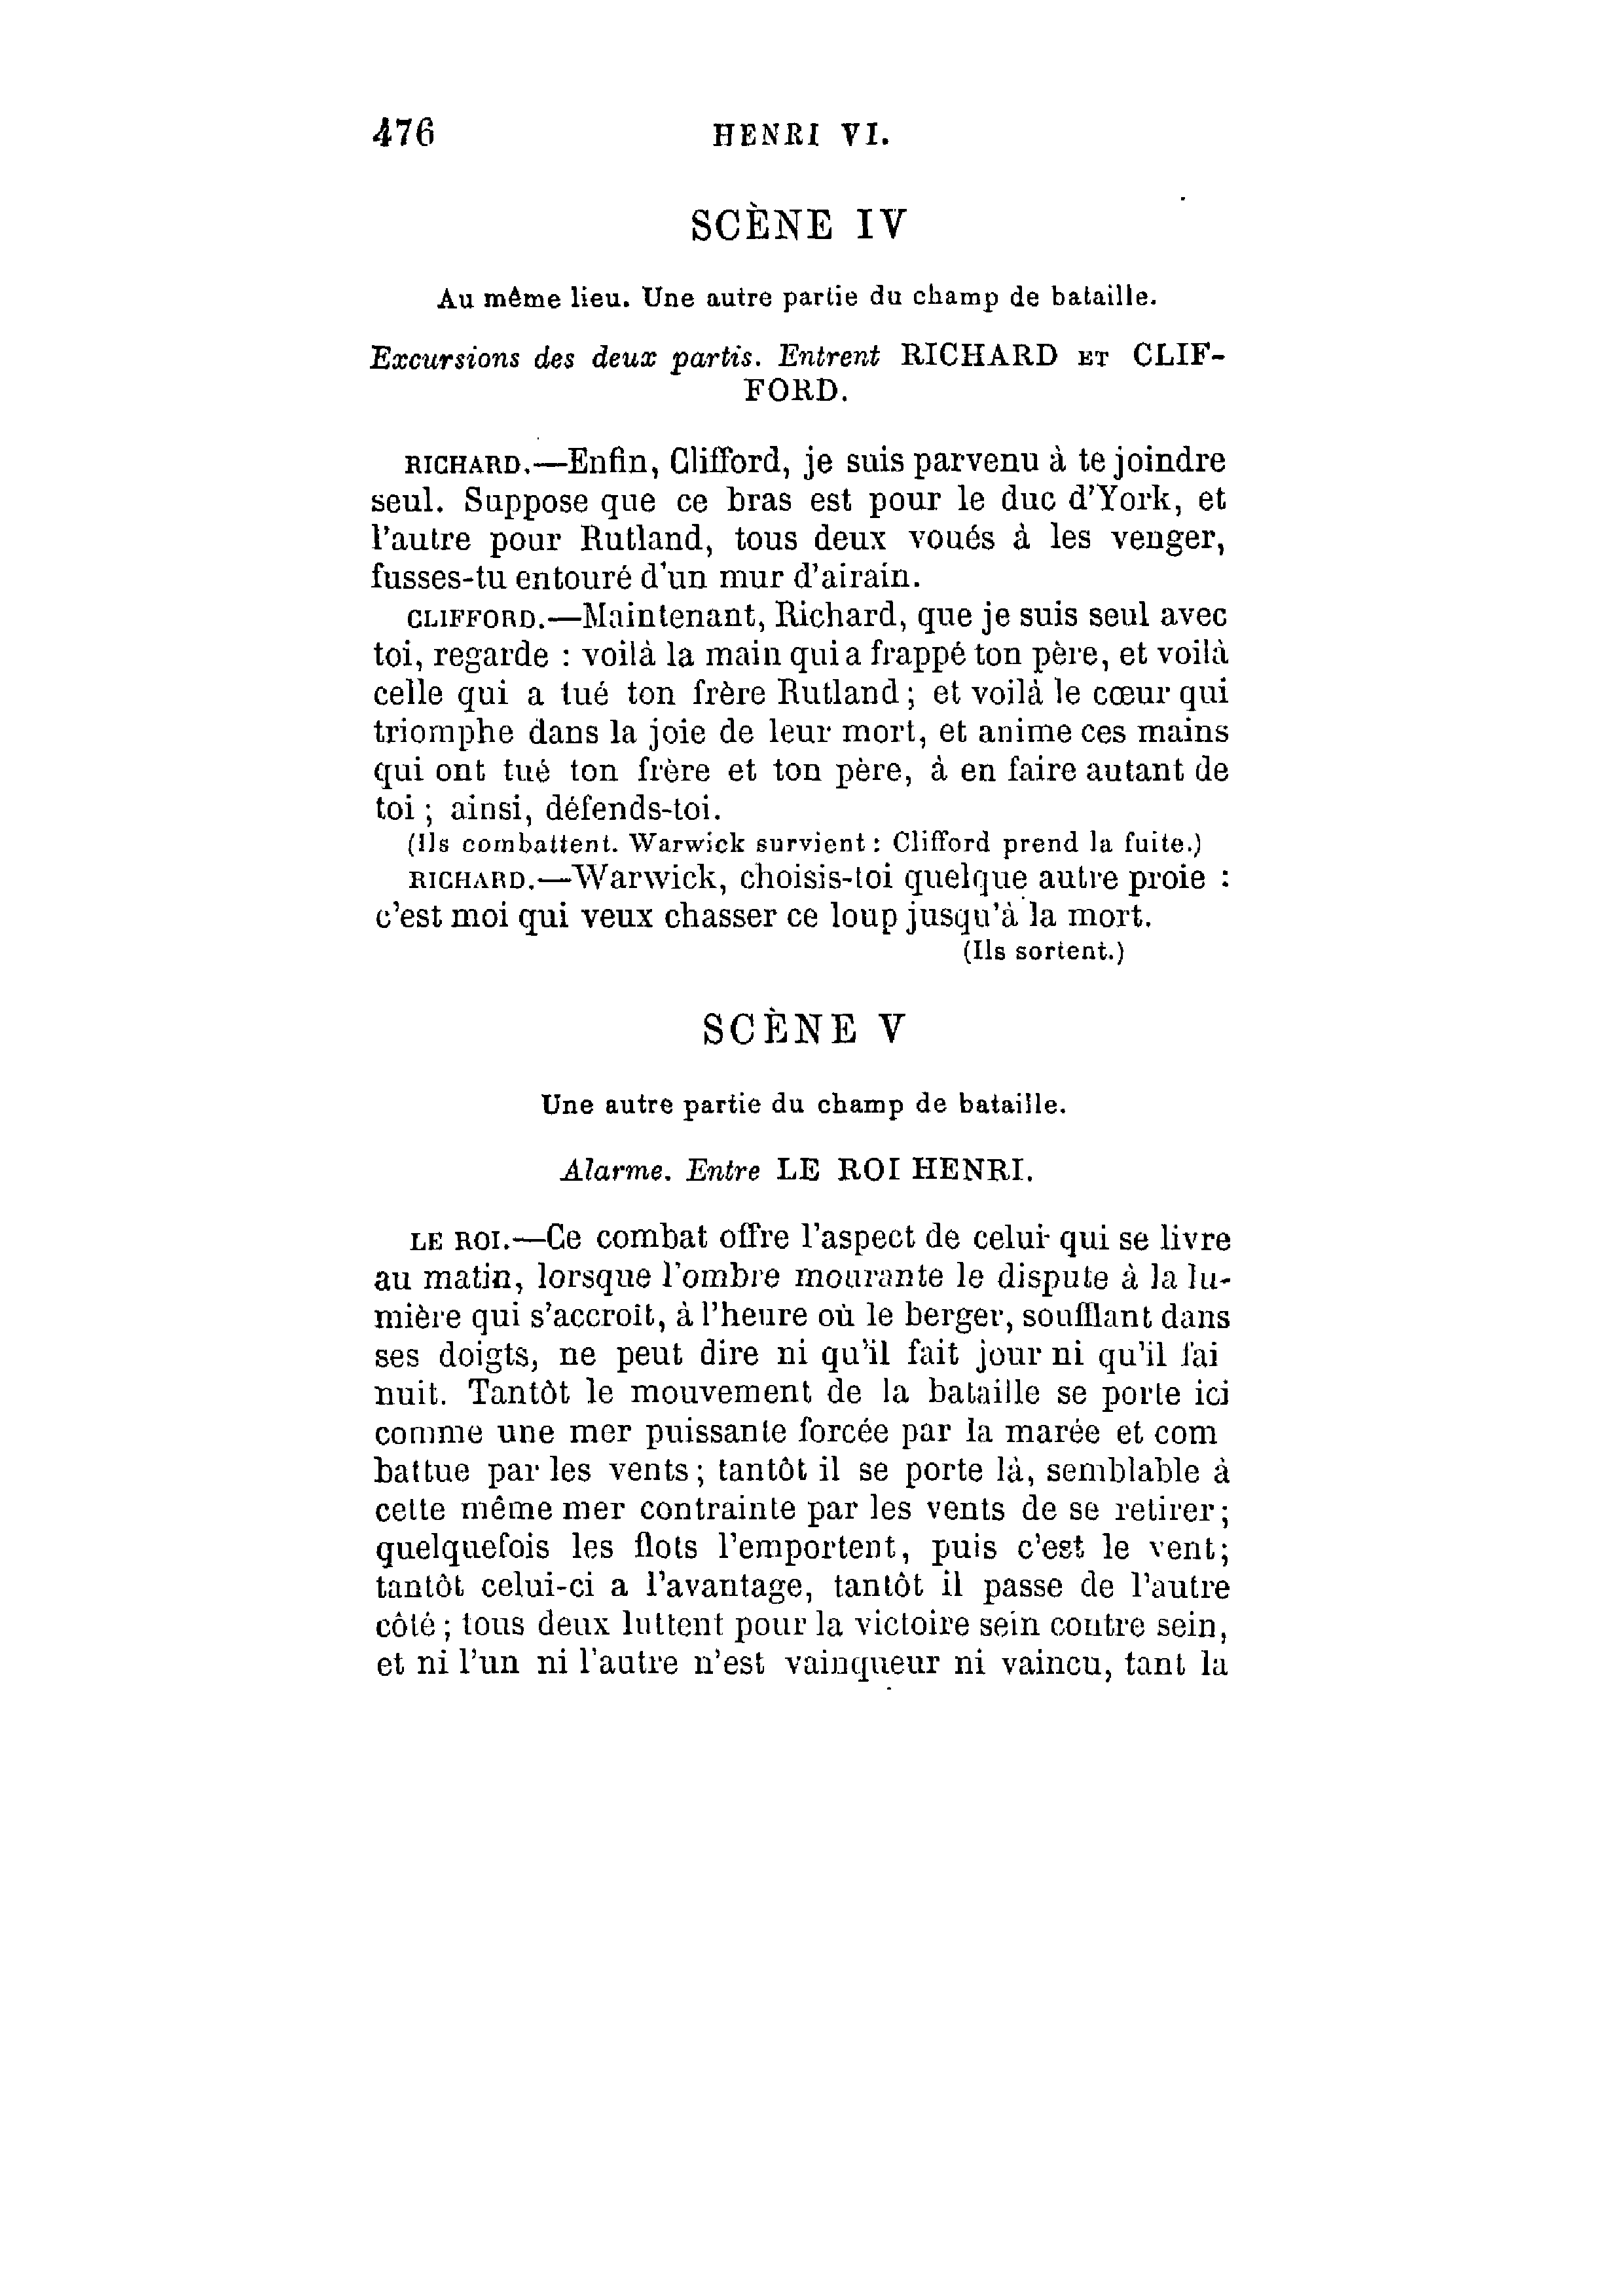 476 HENRI VI.
SCÈNE IV
Au même lieu. Une autre partie du champ de bataille.
Excursions des deux partis. Entrent RICHARD ET CLIF-
FORD.
RICHARD.—Enfin, Clifford, je suis parvenu à te joindre
seul. Suppose que ce bras est pour le duc d'York, et
l'autre pour Rutland, tous deux voués à les venger,
fusses-tu entouré d'un mur d'airain.
CLIFFORD.—Maintenant, Richard, que je suis seul avec
toi, regarde : voilà la main qui a frappé ton père, et voilà
celle qui a tué ton frère Rutland ; et voilà le cœur qui
triomphe dans la joie de leur mort, et anime ces mains
qui ont tué ton frère et ton père, à en faire autant de
toi ; ainsi, défends-toi.
(Ils combattent. Warwick survient : Clifford prend la fuite.)
RICHARD.—Warwick, choisis-toi quelque autre proie :
c'est moi qui veux chasser ce loup jusqu'à la mort.
(Ils sortent.)
SCÈNE V
Une autre partie du champ de bataille.
Alarme. Entre LE ROI HENRI.
LE ROI.—Ce combat offre l'aspect de celui qui se livre
au matin, lorsque l'ombre mourante le dispute à la lu-
mière qui s'accroît, à l'heure où le berger, soufflant dans
ses doigts, ne peut dire ni qu'il fait jour ni qu'il fai
nuit. Tantôt le mouvement de la bataille se porte ici
comme une mer puissante forcée par la marée et com
battue par les vents ; tantôt il se porte là, semblable à
cette même mer contrainte par les vents de se retirer ;
quelquefois les flots l'emportent, puis c'est le vent ;
tantôt celui-ci a l'avantage, tantôt il passe de l'autre
côté ; tous deux luttent pour la victoire sein contre sein,
et ni l'un ni l'autre n'est vainqueur ni vaincu, tant la